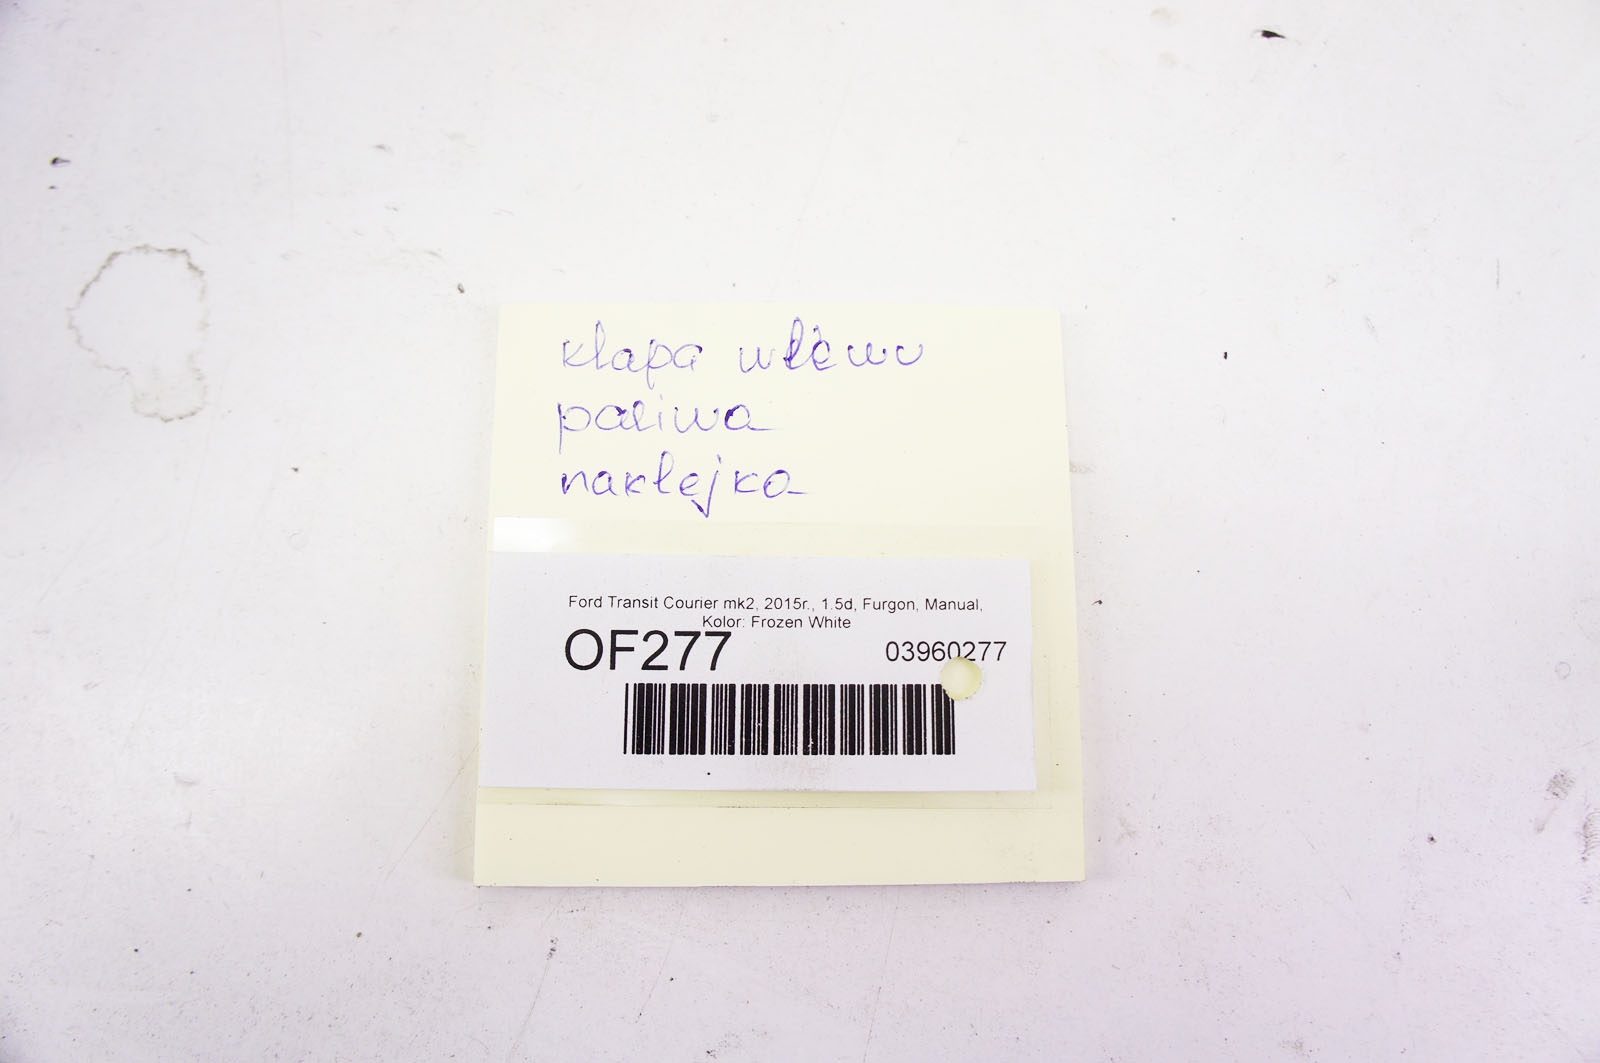 klapa wlewu
paliwa
naklejka
Ford Transit Courier mk2, 2015r., 1.5d, Furgon, Manual,
Kolor: Frozen White
OF277 03960277